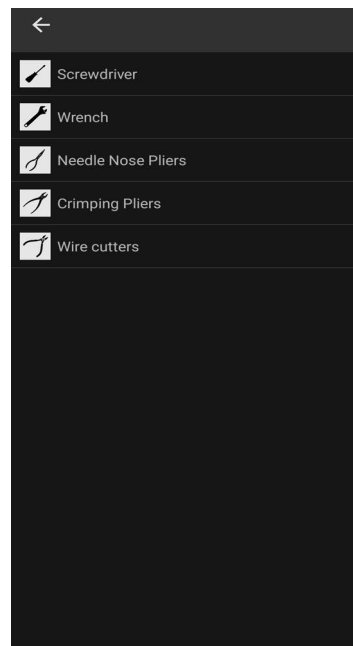 Screwdriver
Wrench
Needle Nose Pliers
Crimping Pliers
Wire cutters